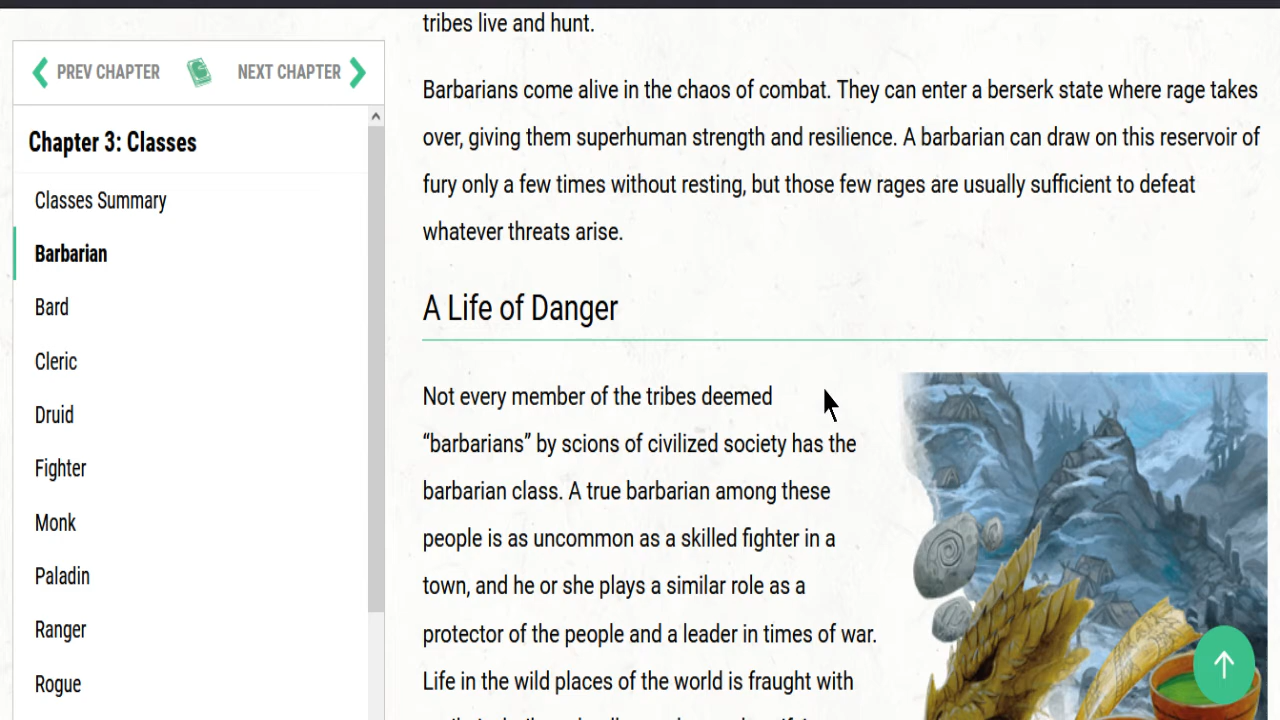 tribes live and hunt.
PREV CHAPTER
NEXT CHAPTER
Chapter 3: Classes
Classes Summary
Barbarian
Bard
Cleric
Druid
Fighter
Monk
Paladin
Ranger
Rogue
Barbarians come alive in the chaos of combat. They can enter a berserk state where rage takes
over, giving them superhuman strength and resilience. A barbarian can draw on this reservoir of
fury only a few times without resting, but those few rages are usually sufficient to defeat
whatever threats arise.
A Life of Danger
Not every member of the tribes deemed
“barbarians” by scions of civilized society has the
barbarian class. A true barbarian among these
people is as uncommon as a skilled fighter in a
town, and he or she plays a similar role as a
protector of the people and a leader in times of war.
Life in the wild places of the world is fraught with